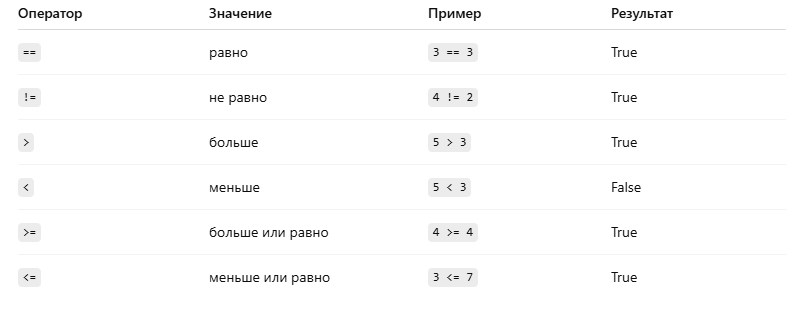 Оператор Значение Пример Результат
== равно 3 == 3 True
!= не равно 4 != 2 True
> больше 5 > 3 True
< меньше 5 < 3 False
>= больше или равно 4 >= 4 True
<= меньше или равно 3 <= 7 True